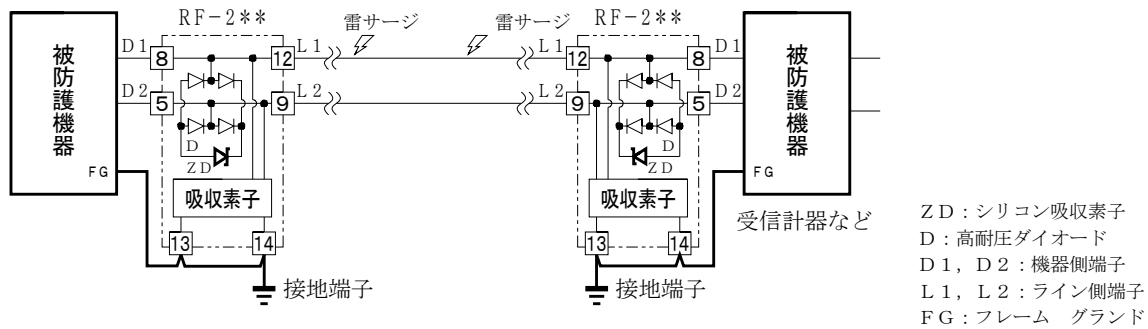 RF-2**
雷サージ
雷サージ
RF-2**
被防護機器
D1
8
12
L1
L1
12
8
D1
被防護機器
D2
5
9
L2
L2
9
5
D2
D
ZD
D
ZD
FG
吸収素子
吸収素子
FG
13
14
13
14
受信計器など
接地端子
接地端子
ZD:シリコン吸収素子
D:高耐圧ダイオード
D1,D2:機器側端子
L1,L2:ライン側端子
FG:フレーム グランド